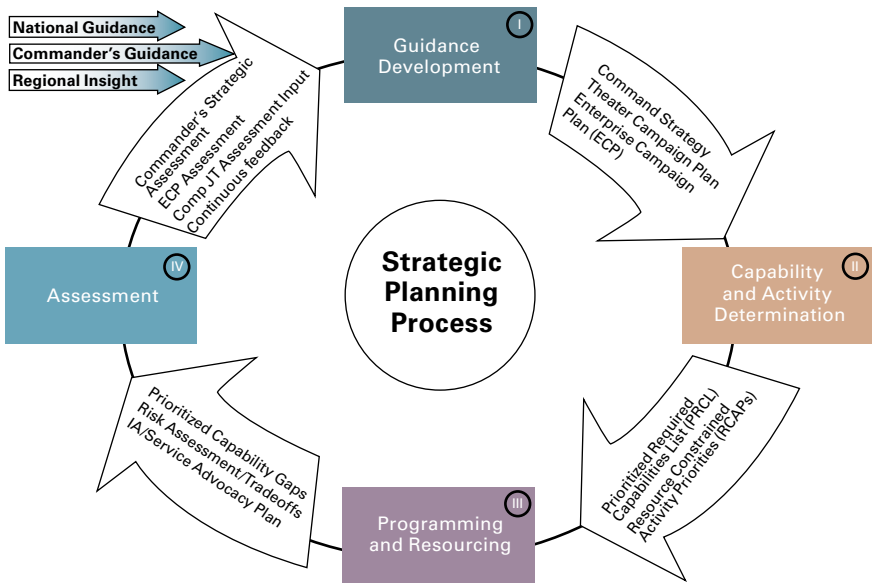 National Guidance
Commander's Guidance
Regional Insight
I
Guidance
Development
Command Strategy
Theater Campaign Plan
Enterprise Campaign
Plan (ECP)
II
Capability
and Activity
Determination
Prioritized Required
Capabilities List (PRCL)
Resource Constrained
Activity Priorities (RCAPs)
III
Programming
and Resourcing
Prioritized Capability Gaps
Risk Assessment/Tradeoffs
IA/Service Advocacy Plan
IV
Assessment
Commander's Strategic
Assessment
ECP Assessment
Comp JT Assessment Input
Continuous feedback
Strategic
Planning
Process